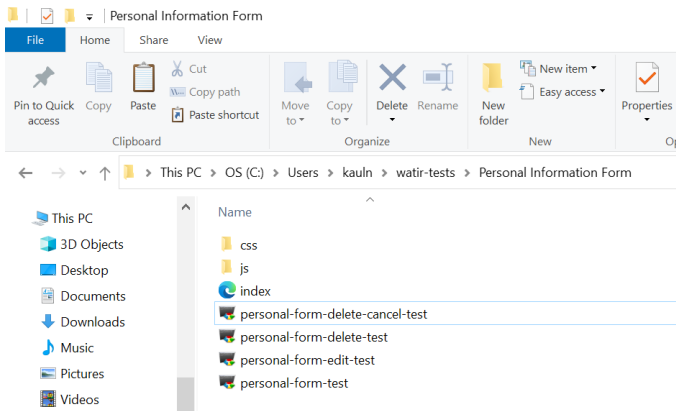 Personal Information Form
File Home Share View
Pin to Quick access
Copy
Paste
Cut
Copy path
Paste shortcut
Clipboard
Move to
Copy to
Delete
Rename
Organize
New folder
New item
Easy access
New
Properties
This PC > OS (C:) > Users > kauln > watir-tests > Personal Information Form
This PC
3D Objects
Desktop
Documents
Downloads
Music
Pictures
Videos
Name
css
js
index
personal-form-delete-cancel-test
personal-form-delete-test
personal-form-edit-test
personal-form-test